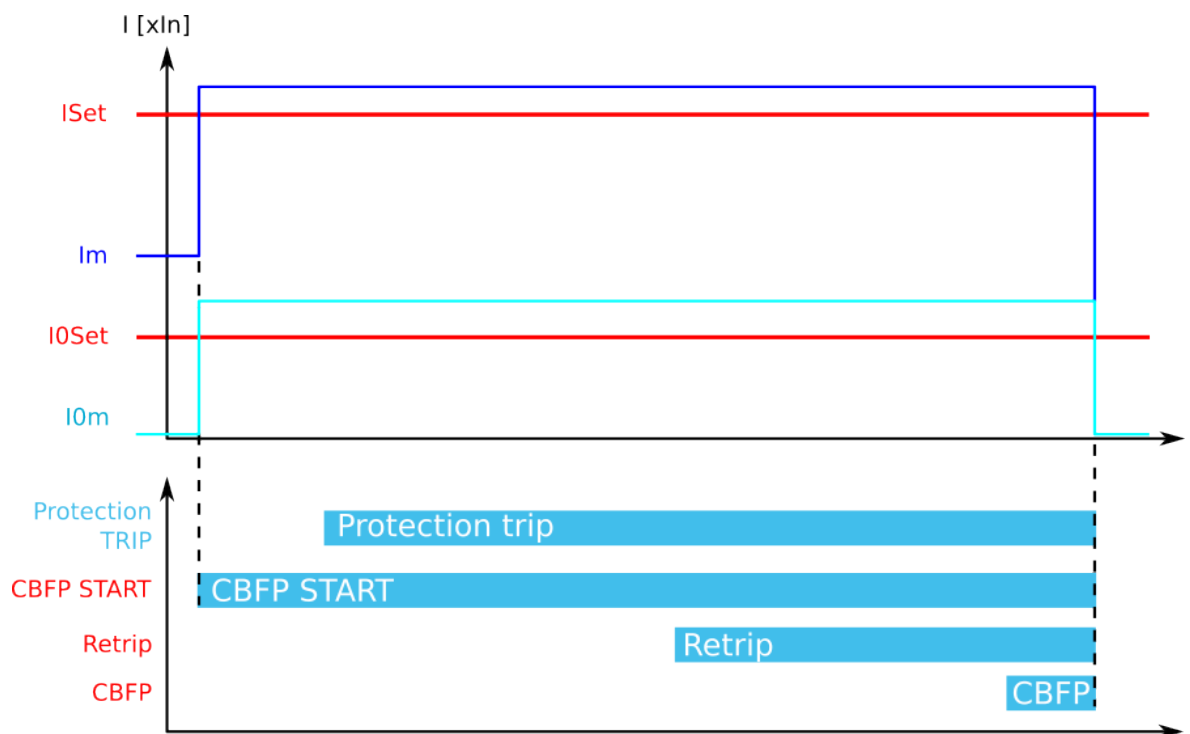 I [xIn]
ISet
Im
I0Set
I0m
Protection
TRIP
Protection trip
CBFP START
CBFP START
Retrip
Retrip
CBFP
CBFP